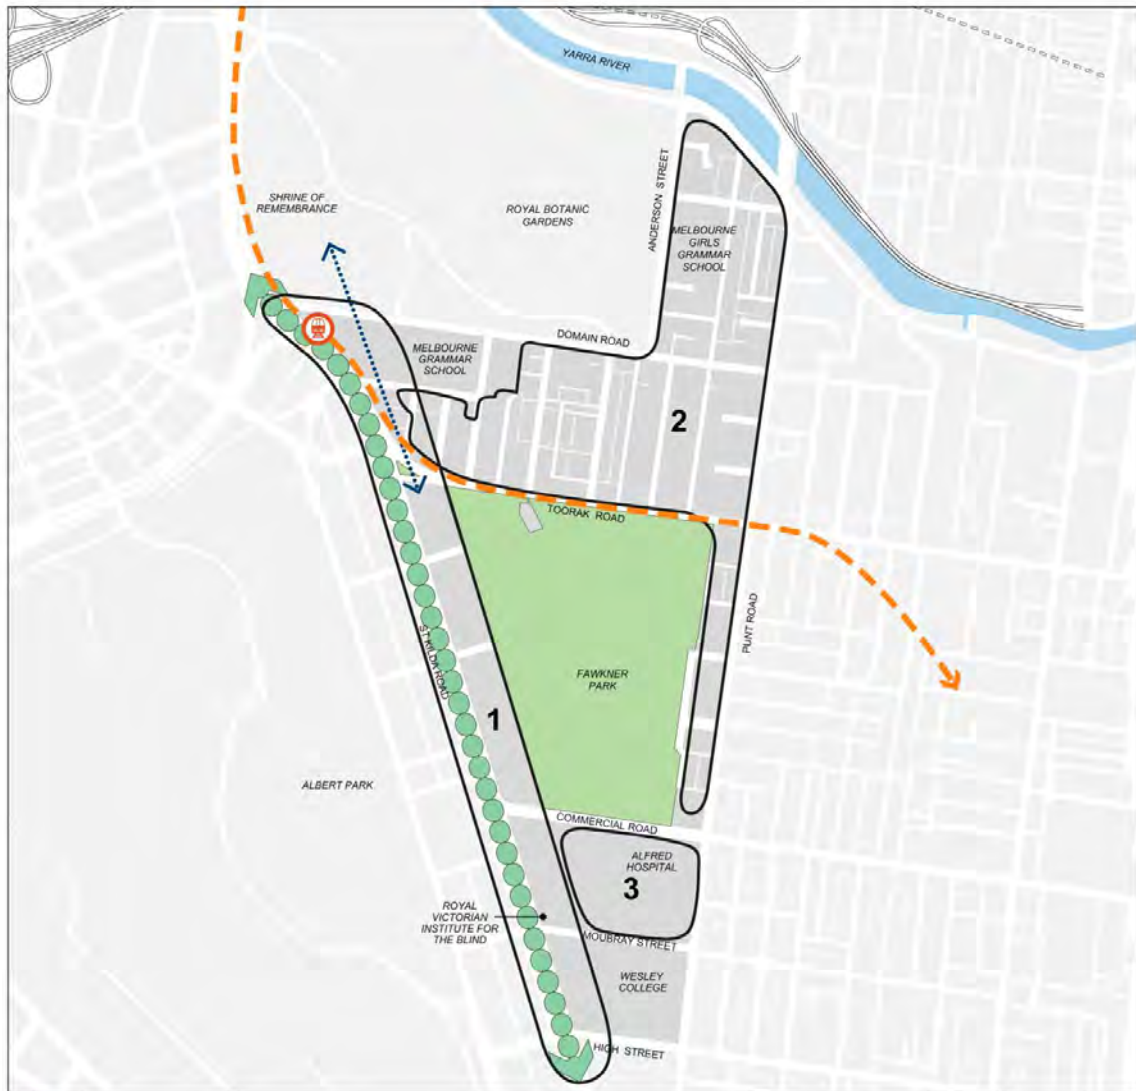 YARRA RIVER
SHRINE OF
REMEMBRANCE
ROYAL BOTANIC
GARDENS
ANDERSON STREET
MELBOURNE
GIRLS
GRAMMAR
SCHOOL
DOMAIN ROAD
MELBOURNE
GRAMMAR
SCHOOL
2
TOORAK ROAD
PUNT ROAD
ST KILDA ROAD
FAWKNER
PARK
1
ALBERT PARK
COMMERCIAL ROAD
ALFRED
HOSPITAL
3
ROYAL
VICTORIAN
INSTITUTE FOR
THE BLIND
MOUBRAY STREET
WESLEY
COLLEGE
HIGH STREET